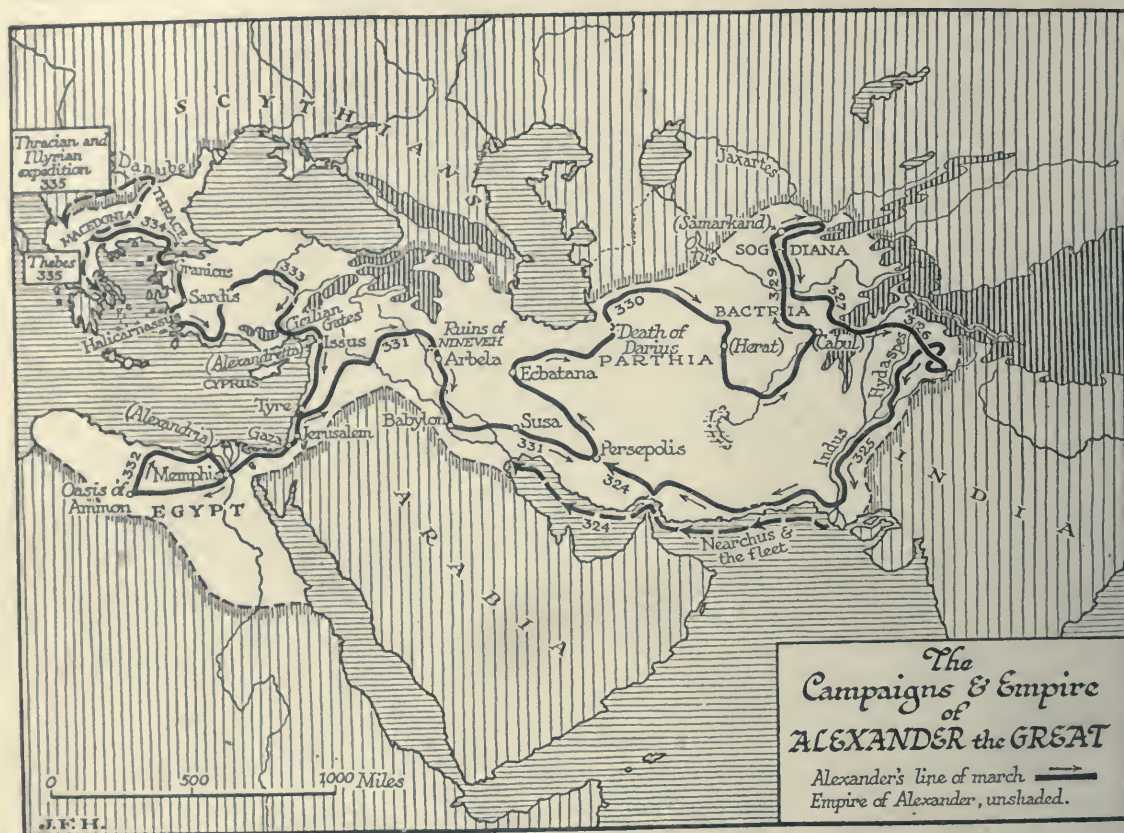 SCYTHIANS
Thracian and
Illyrian
expedition
335
Danube
THRACE
MACEDONIA
334
Thebes
335
Granicus
Sardis
333
Halicarnassus
Cilician
Gates
Issus
(Alexandretta)
CYPRUS
331
Ruins of
NINEVEH
Arbela
Tyre
(Alexandria)
Gaza
Jerusalem
332
Memphis
Oasis of
Ammon
EGYPT
Babylon
Susa
331
Ecbatana
Persepolis
330
Death of
Darius
PARTHIA
Jaxartes
(Samarkand)
Oxus
SOGDIANA
329
BACTRIA
327
(Herat)
(Cabul)
326
Hydaspes
Indus
325
INDIA
324
324
Nearchus &
the fleet
ARABIA
The
Campaigns & Empire
of
ALEXANDER the GREAT
Alexander's line of march
Empire of Alexander, unshaded.
0 500 1000 Miles
J.F.H.